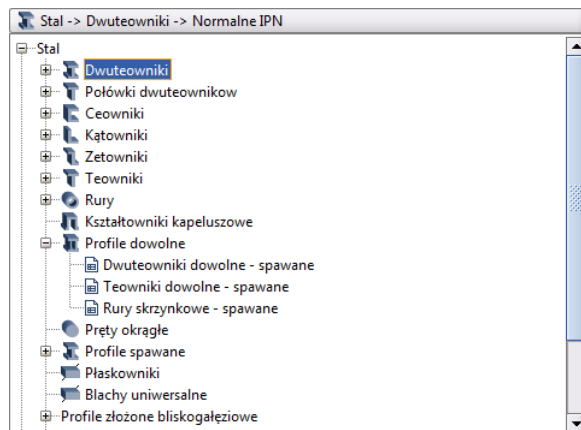 Stal -> Dwuteowniki -> Normalne IPN
Stal
Dwuteowniki
Połówki dwuteownikow
Ceowniki
Kątowniki
Zetowniki
Teowniki
Rury
Kształtowniki kapeluszowe
Profile dowolne
Dwuteowniki dowolne - spawane
Teowniki dowolne - spawane
Rury skrzynkowe - spawane
Pręty okrągłe
Profile spawane
Płaskowniki
Blachy uniwersalne
Profile złożone bliskogałęziowe